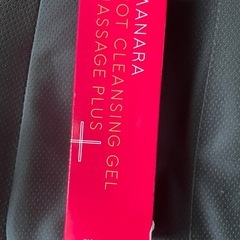 MANARA
OT CLEANSING GEL
ASSAGE PLUS